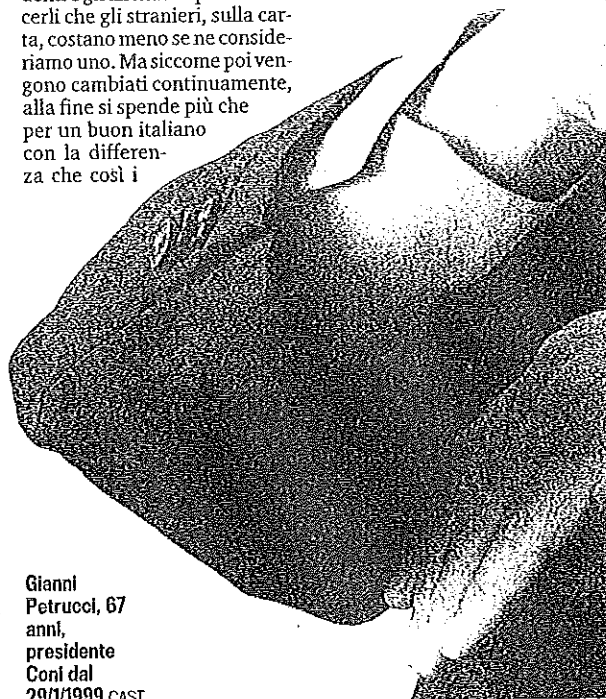 cerli che gli stranieri, sulla car-
ta, costano meno se ne conside-
riamo uno. Ma siccome poi ven-
gono cambiati continuamente,
alla fine si spende più che
per un buon italiano
con la differen-
za che così i
Gianni
Petrucci, 67
anni,
presidente
Coni dal
29/1/1999 CAST